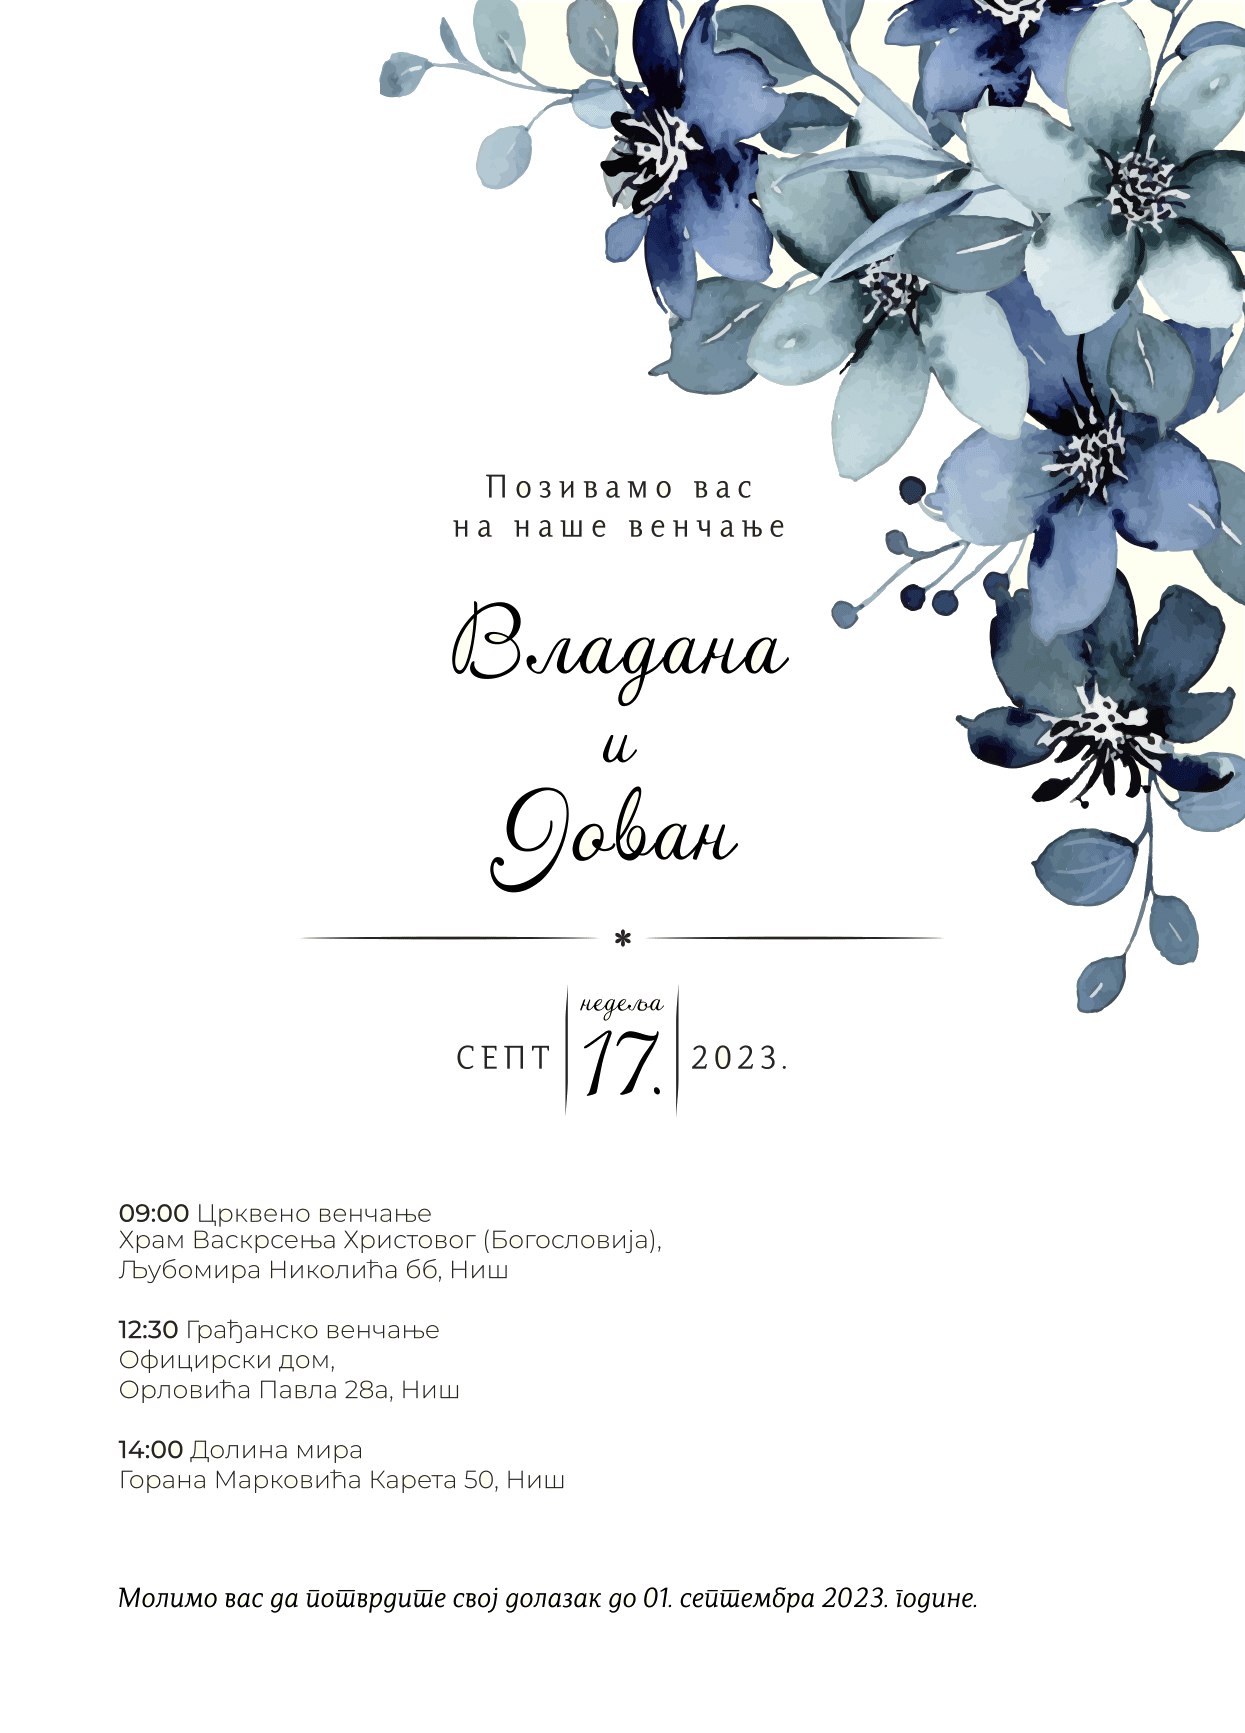 Позивамо вас
на наше венчање
Владана
и
Јован
*
недеља
СЕПТ 17. 2023.
09:00 Црквено венчање
Храм Васкрсења Христовог (Богословија),
Љубомира Николића бб, Ниш
12:30 Грађанско венчање
Официрски дом,
Орловића Павла 28а, Ниш
14:00 Долина мира
Горана Марковића Карета 50, Ниш
Молимо вас да потврдите свој долазак до 01. септембра 2023. године.